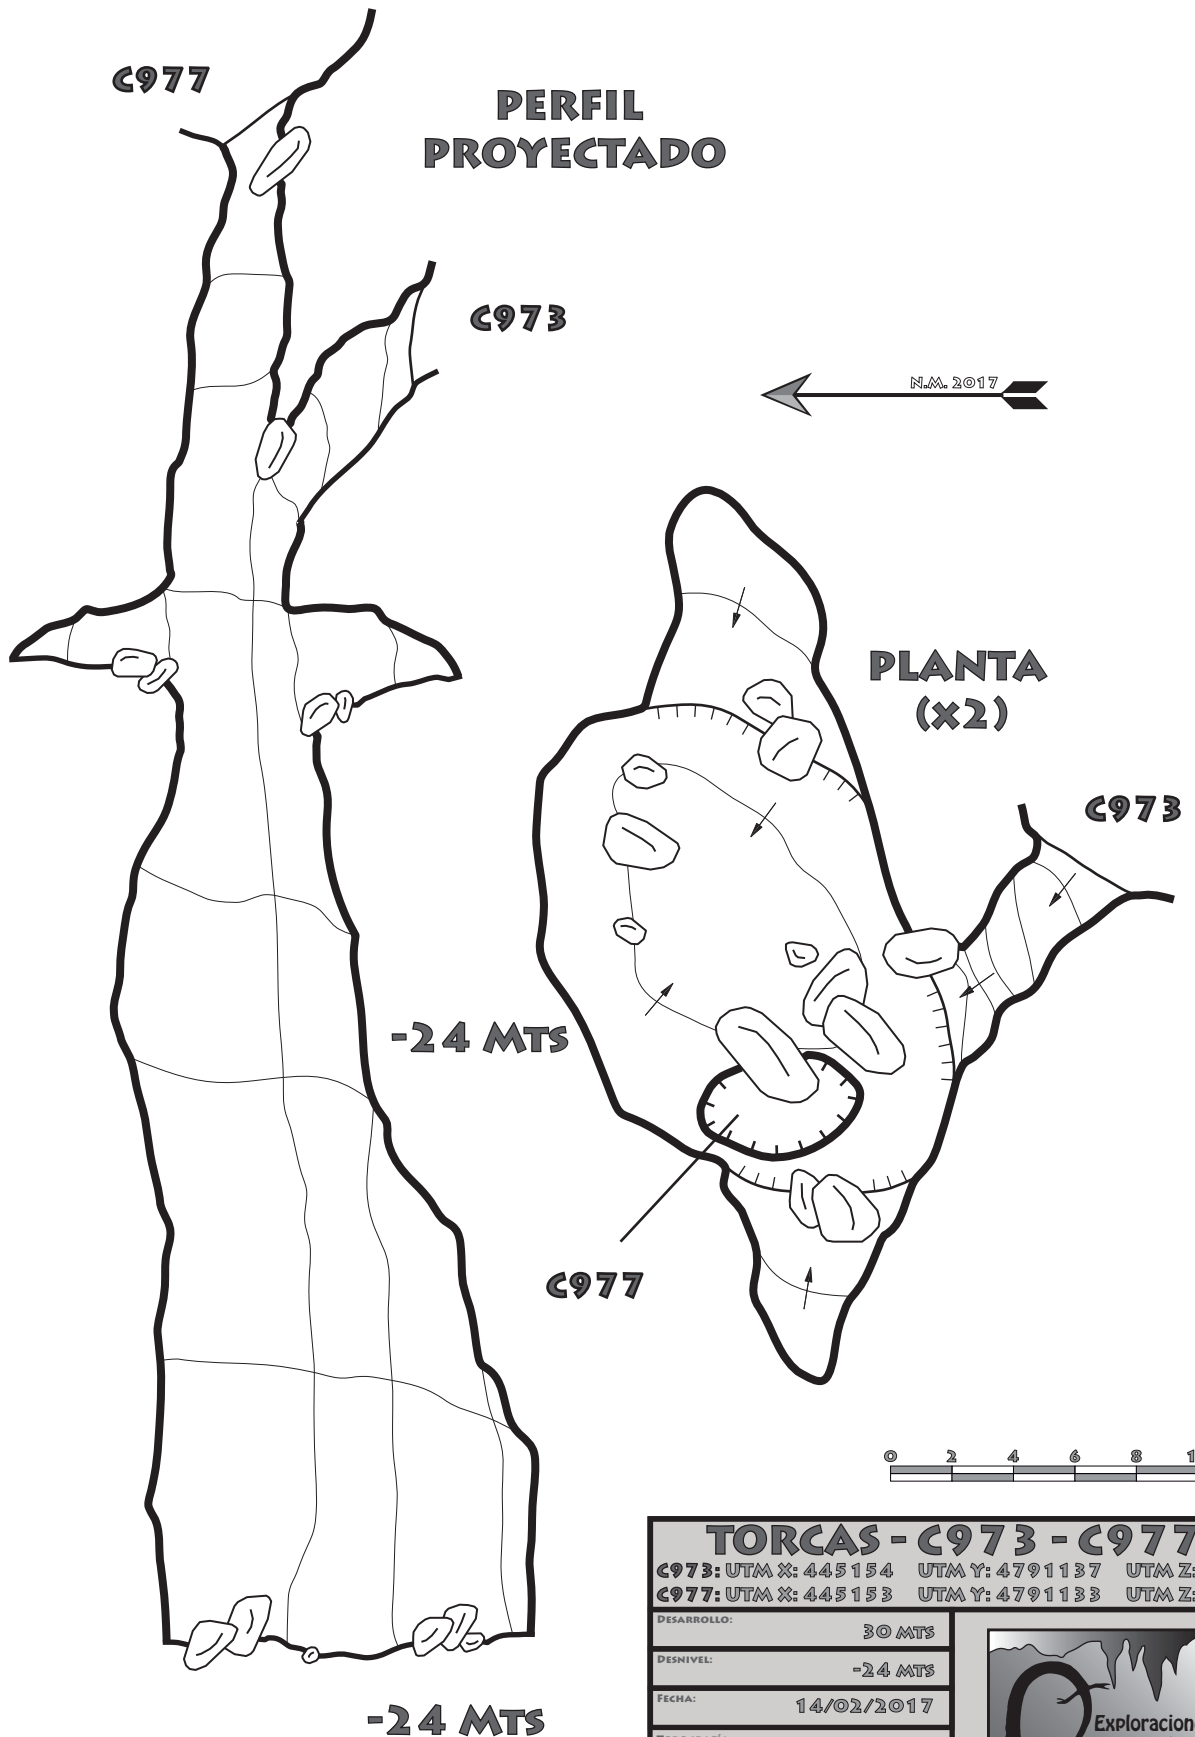 C977
PERFIL
PROYECTADO
C973
N.M. 2017
PLANTA
(x2)
C973
-24 MTS
C977
0 2 4 6 8
TORCAS - C973 - C977
C973: UTM X: 445154 UTM Y: 4791137 UTM Z:
C977: UTM X: 445153 UTM Y: 4791133 UTM Z:
DESARROLLO:
30 MTS
DESNIVEL:
-24 MTS
FECHA:
14/02/2017
Exploracion
-24 MTS